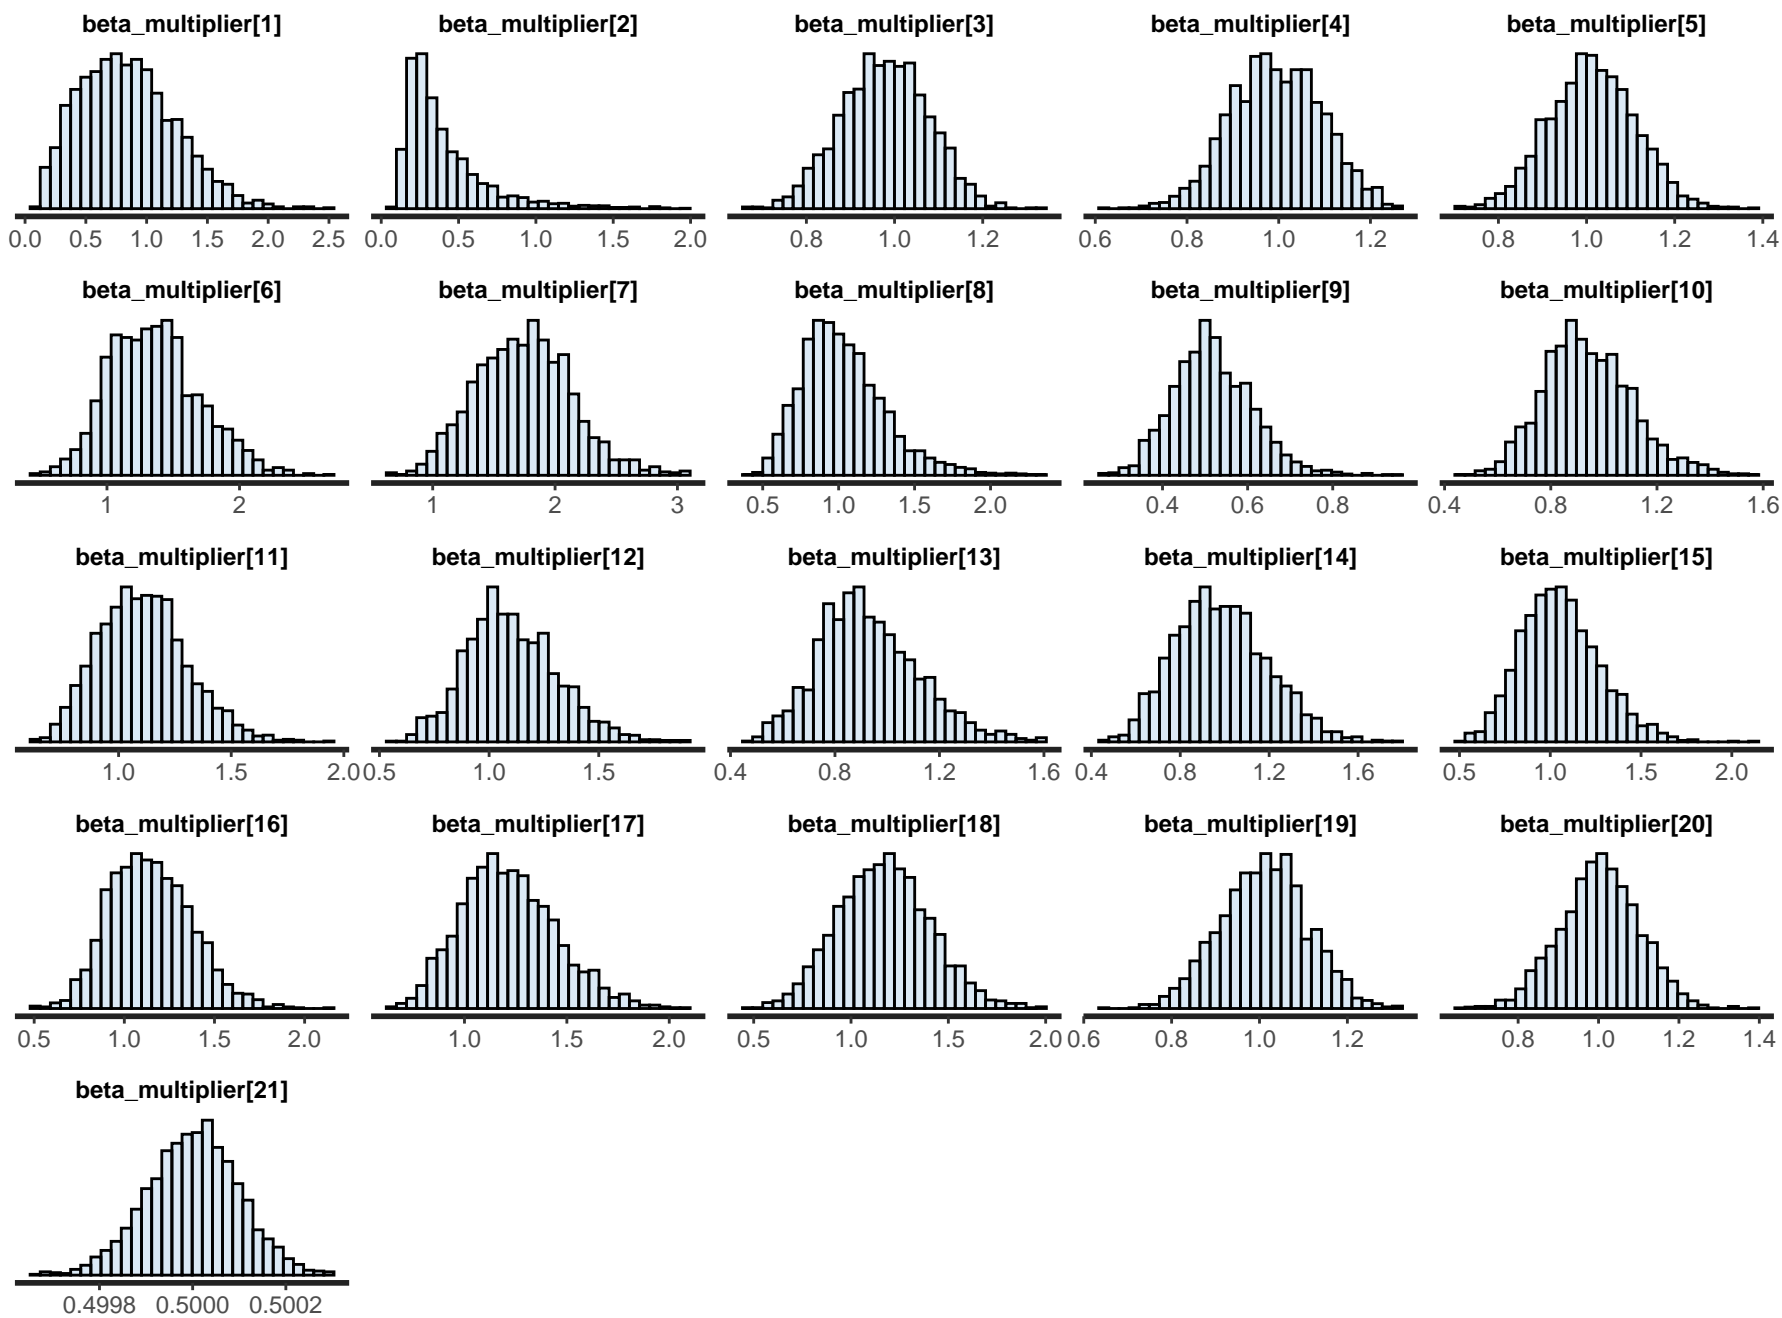 beta_multiplier[1] beta_multiplier[2] beta_multiplier[3] beta_multiplier[4] beta_multiplier[5]
0.0 0.5 1.0 1.5 2.0 2.5 0.0 0.5 1.0 1.5 2.0 0.8 1.0 1.2 0.6 0.8 1.0 1.2 0.8 1.0 1.2 1.4
beta_multiplier[6] beta_multiplier[7] beta_multiplier[8] beta_multiplier[9] beta_multiplier[10]
1 2 1 2 3 0.5 1.0 1.5 2.0 0.4 0.6 0.8 0.4 0.8 1.2 1.6
beta_multiplier[11] beta_multiplier[12] beta_multiplier[13] beta_multiplier[14] beta_multiplier[15]
1.0 1.5 2.0 0.5 1.0 1.5 0.4 0.8 1.2 1.6 0.4 0.8 1.2 1.6 0.5 1.0 1.5 2.0
beta_multiplier[16] beta_multiplier[17] beta_multiplier[18] beta_multiplier[19] beta_multiplier[20]
0.5 1.0 1.5 2.0 1.0 1.5 2.0 0.5 1.0 1.5 2.0 0.6 0.8 1.0 1.2 0.8 1.0 1.2 1.4
beta_multiplier[21]
0.4998 0.5000 0.5002